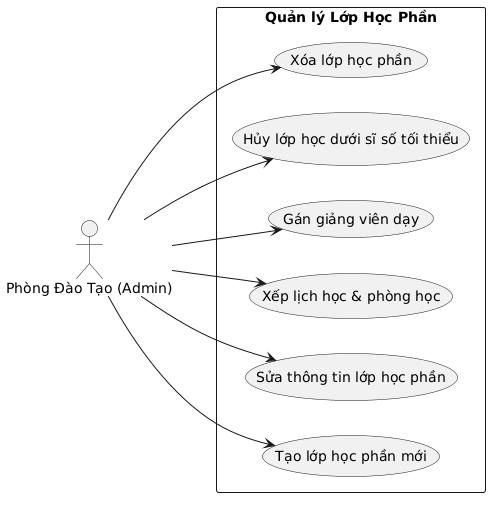 Quản lý Lớp Học Phần
Xóa lớp học phần
Hủy lớp học dưới sĩ số tối thiểu
Gán giảng viên dạy
Phòng Đào Tạo (Admin)
Xếp lịch học & phòng học
Sửa thông tin lớp học phần
Tạo lớp học phần mới